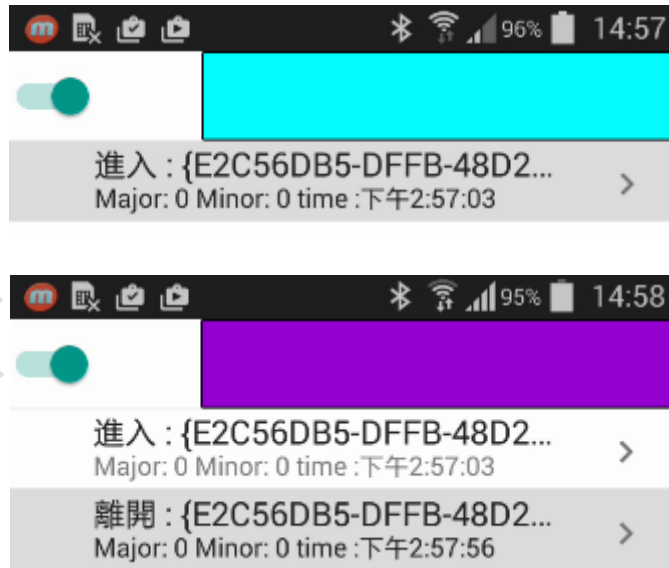 96% 14:57
進入 : {E2C56DB5-DFFB-48D2...
Major: 0 Minor: 0 time :下午2:57:03
95% 14:58
進入 : {E2C56DB5-DFFB-48D2...
Major: 0 Minor: 0 time :下午2:57:03
離開 : {E2C56DB5-DFFB-48D2...
Major: 0 Minor: 0 time :下午2:57:56